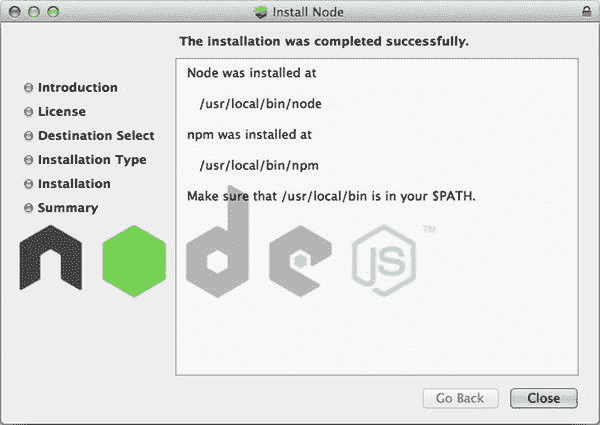 Install Node
The installation was completed successfully.
Introduction
License
Destination Select
Installation Type
Installation
Summary
Node was installed at
/usr/local/bin/node
npm was installed at
/usr/local/bin/npm
Make sure that /usr/local/bin is in your $PATH.
node JS™
Go Back
Close